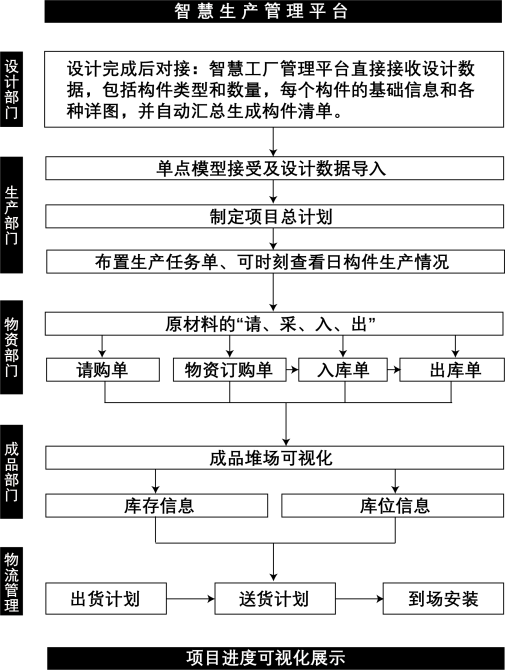 智慧生产管理平台
设计部门
设计完成后对接：智慧工厂管理平台直接接收设计数
据，包括构件类型和数量，每个构件的基础信息和各
种详图，并自动汇总生成构件清单。
生产部门
单点模型接受及设计数据导入
制定项目总计划
布置生产任务单、可时刻查看日构件生产情况
物资部门
原材料的“请、采、入、出”
请购单
物资订购单
入库单
出库单
成品部门
成品堆场可视化
库存信息
库位信息
物流管理
出货计划
送货计划
到场安装
项目进度可视化展示